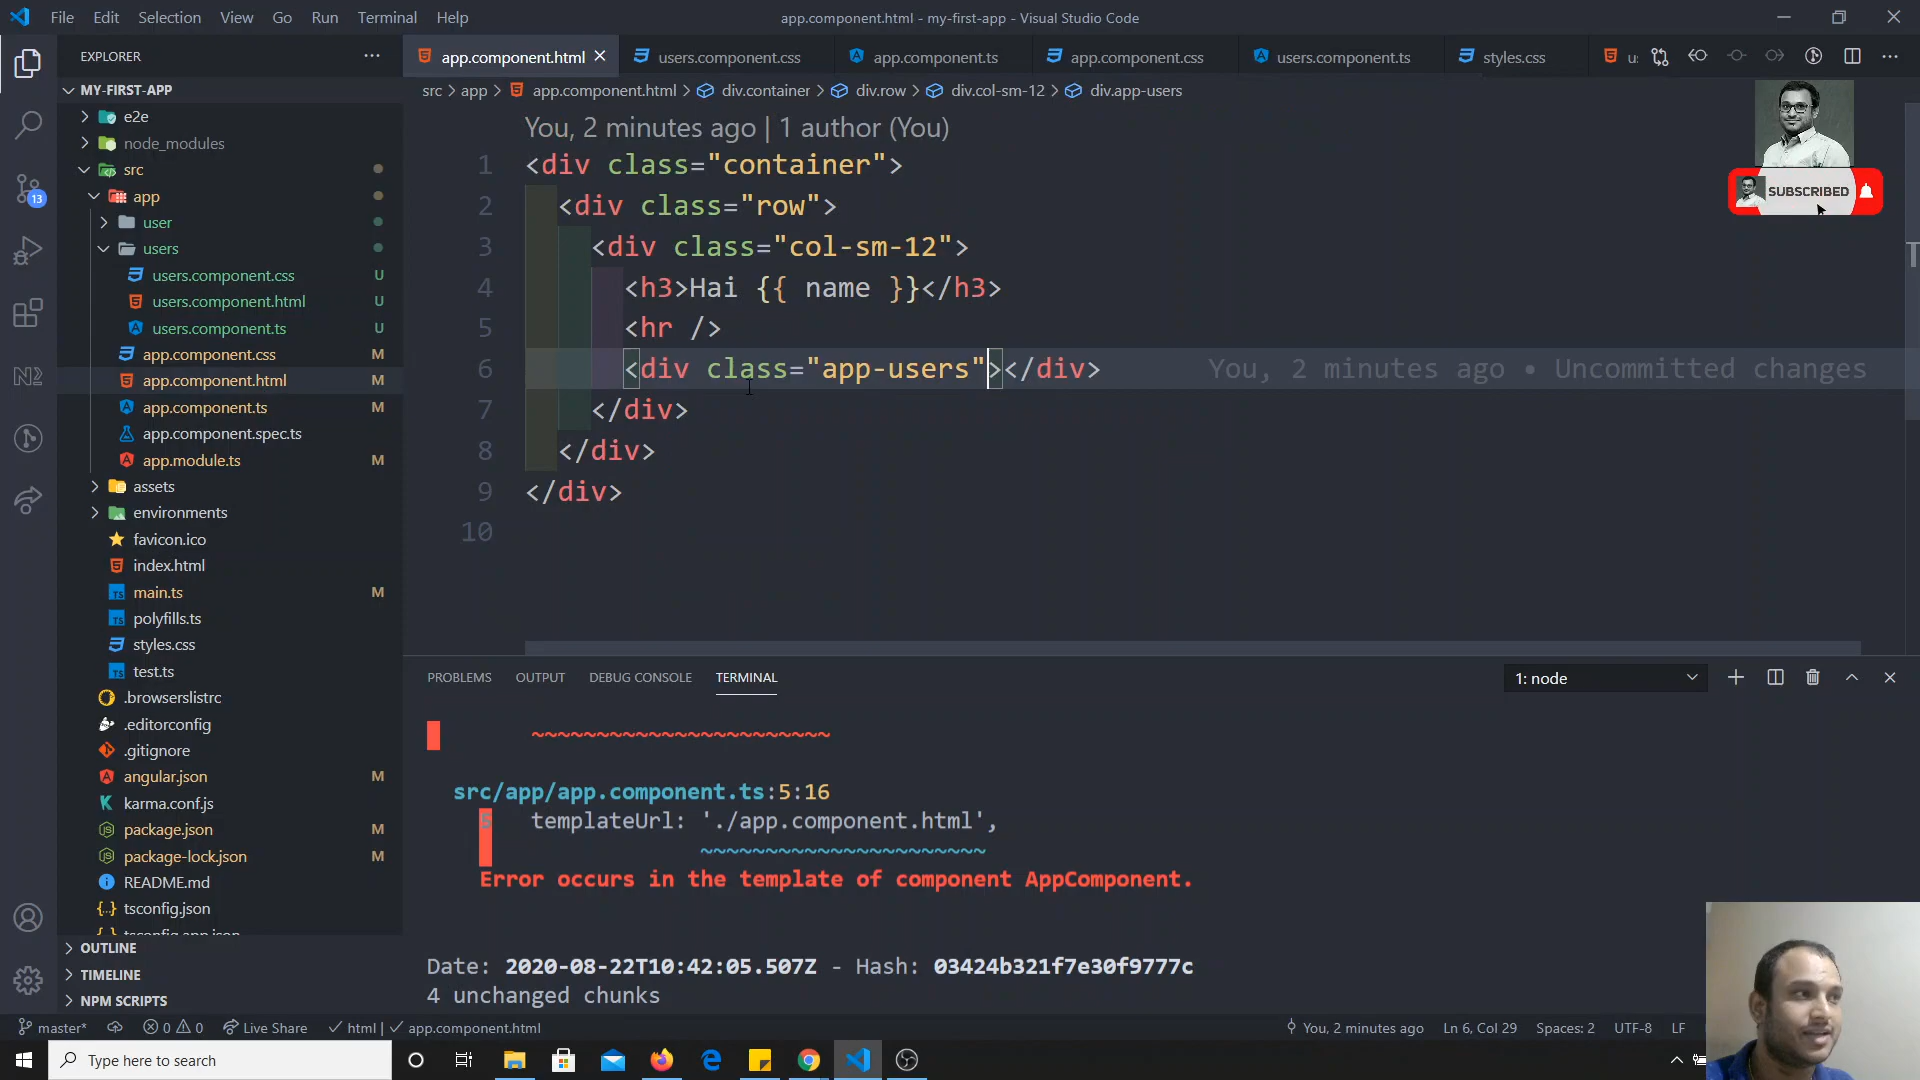 File Edit Selection View Go Run Terminal Help
app.component.html - my-first-app - Visual Studio Code
EXPLORER
app.component.html
users.component.css
app.component.ts
app.component.css
users.component.ts
styles.css
MY-FIRST-APP
src > app > app.component.html > div.container > div.row > div.col-sm-12 > div.app-users
e2e
node_modules
src
app
user
users
users.component.css U
users.component.html U
users.component.ts U
app.component.css M
app.component.html M
app.component.ts M
app.component.spec.ts
app.module.ts M
assets
environments
favicon.ico
index.html
main.ts M
polyfills.ts
styles.css
test.ts
.browserslistrc
.editorconfig
.gitignore
angular.json M
karma.conf.js
package.json M
package-lock.json M
README.md
tsconfig.json
tsconfig.app.json
OUTLINE
TIMELINE
NPM SCRIPTS
13
You, 2 minutes ago | 1 author (You)
1 <div class="container">
2 <div class="row">
3 <div class="col-sm-12">
4 <h3>Hai {{ name }}</h3>
5 <hr />
6 <div class="app-users"></div> You, 2 minutes ago • Uncommitted changes
7 </div>
8 </div>
9 </div>
10
SUBSCRIBED
PROBLEMS OUTPUT DEBUG CONSOLE TERMINAL
1: node
~~~~~~~~~~~~~~~~~~~~~~~
src/app/app.component.ts:5:16
5 templateUrl: './app.component.html',
~~~~~~~~~~~~~~~~~~~~~~
Error occurs in the template of component AppComponent.
Date: 2020-08-22T10:42:05.507Z - Hash: 03424b321f7e30f9777c
4 unchanged chunks
master* 0 0 Live Share html | app.component.html
You, 2 minutes ago Ln 6, Col 29 Spaces: 2 UTF-8 LF
Type here to search